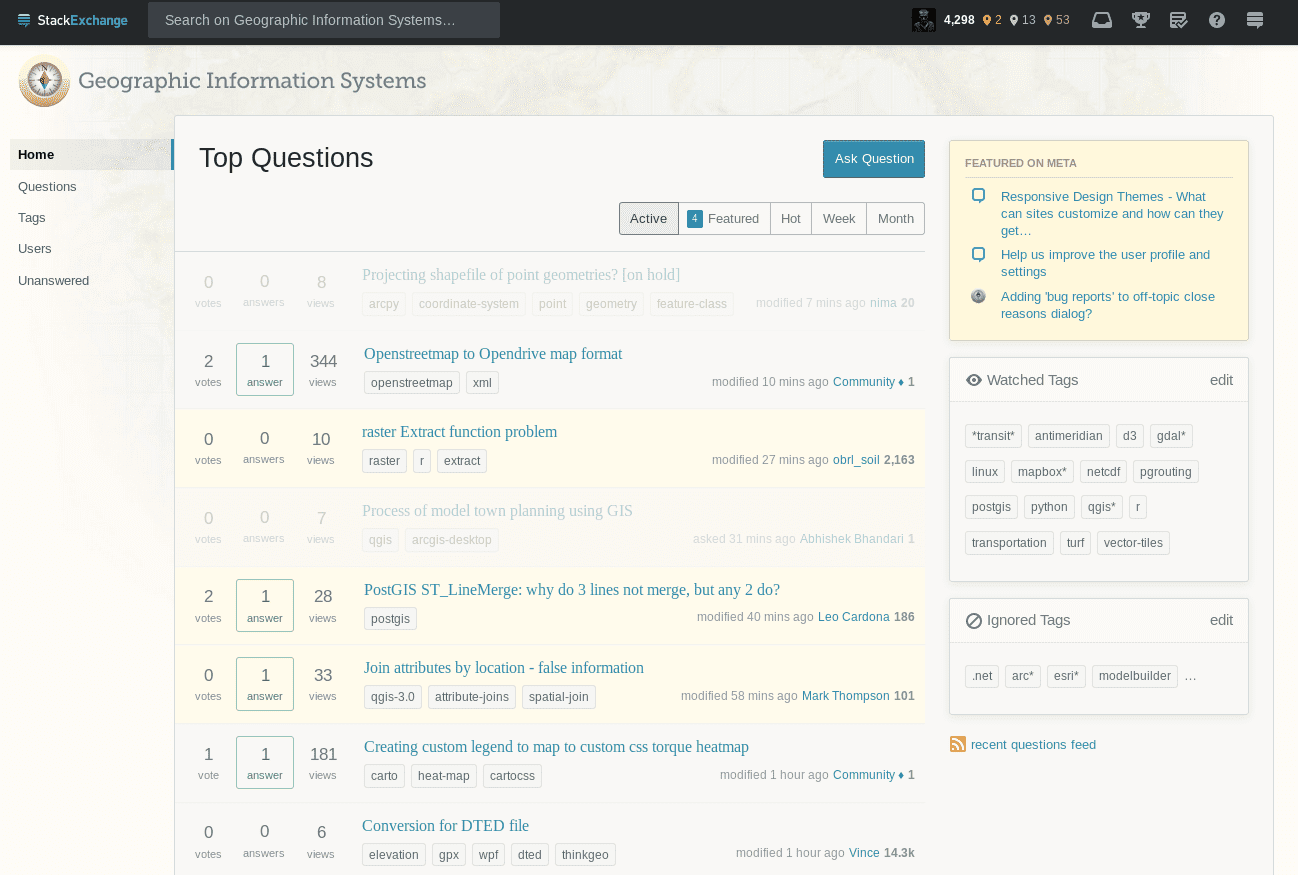 StackExchange
Search on Geographic Information Systems…
4,298 2 13 53
Geographic Information Systems
Home
Questions
Tags
Users
Unanswered
Top Questions
Ask Question
Active
4 Featured
Hot
Week
Month
0 votes
0 answers
8 views
Projecting shapefile of point geometries? [on hold]
arcpy coordinate-system point geometry feature-class
modified 7 mins ago nima 20
2 votes
1 answer
344 views
Openstreetmap to Opendrive map format
openstreetmap xml
modified 10 mins ago Community ♦ 1
0 votes
0 answers
10 views
raster Extract function problem
raster r extract
modified 27 mins ago obrl_soil 2,163
0 votes
0 answers
7 views
Process of model town planning using GIS
qgis arcgis-desktop
asked 31 mins ago Abhishek Bhandari 1
2 votes
1 answer
28 views
PostGIS ST_LineMerge: why do 3 lines not merge, but any 2 do?
postgis
modified 40 mins ago Leo Cardona 186
0 votes
1 answer
33 views
Join attributes by location - false information
qgis-3.0 attribute-joins spatial-join
modified 58 mins ago Mark Thompson 101
1 vote
1 answer
181 views
Creating custom legend to map to custom css torque heatmap
carto heat-map cartocss
modified 1 hour ago Community ♦ 1
0 votes
0 answers
6 views
Conversion for DTED file
elevation gpx wpf dted thinkgeo
modified 1 hour ago Vince 14.3k
FEATURED ON META
Responsive Design Themes - What
can sites customize and how can they
get…
Help us improve the user profile and
settings
Adding 'bug reports' to off-topic close
reasons dialog?
Watched Tags edit
*transit* antimeridian d3 gdal*
linux mapbox* netcdf pgrouting
postgis python qgis* r
transportation turf vector-tiles
Ignored Tags edit
.net arc* esri* modelbuilder …
recent questions feed